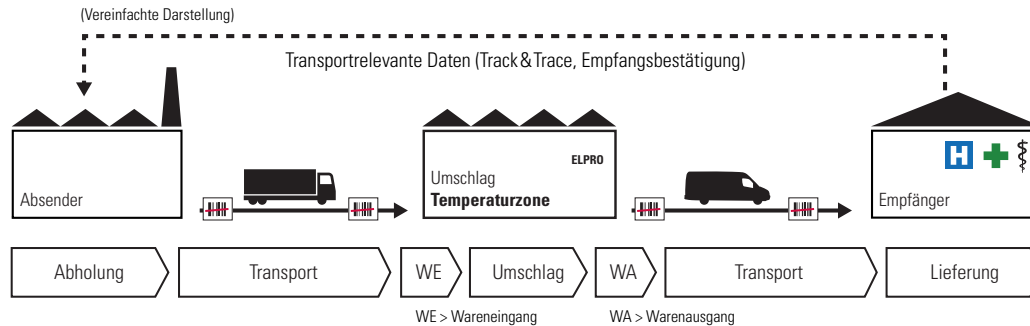 (Vereinfachte Darstellung)
Transportrelevante Daten (Track & Trace, Empfangsbestätigung)
Absender
ELPRO
Umschlag
Temperaturzone
H
Empfänger
Abholung
Transport
WE
Umschlag
WA
Transport
Lieferung
WE > Wareneingang
WA > Warenausgang